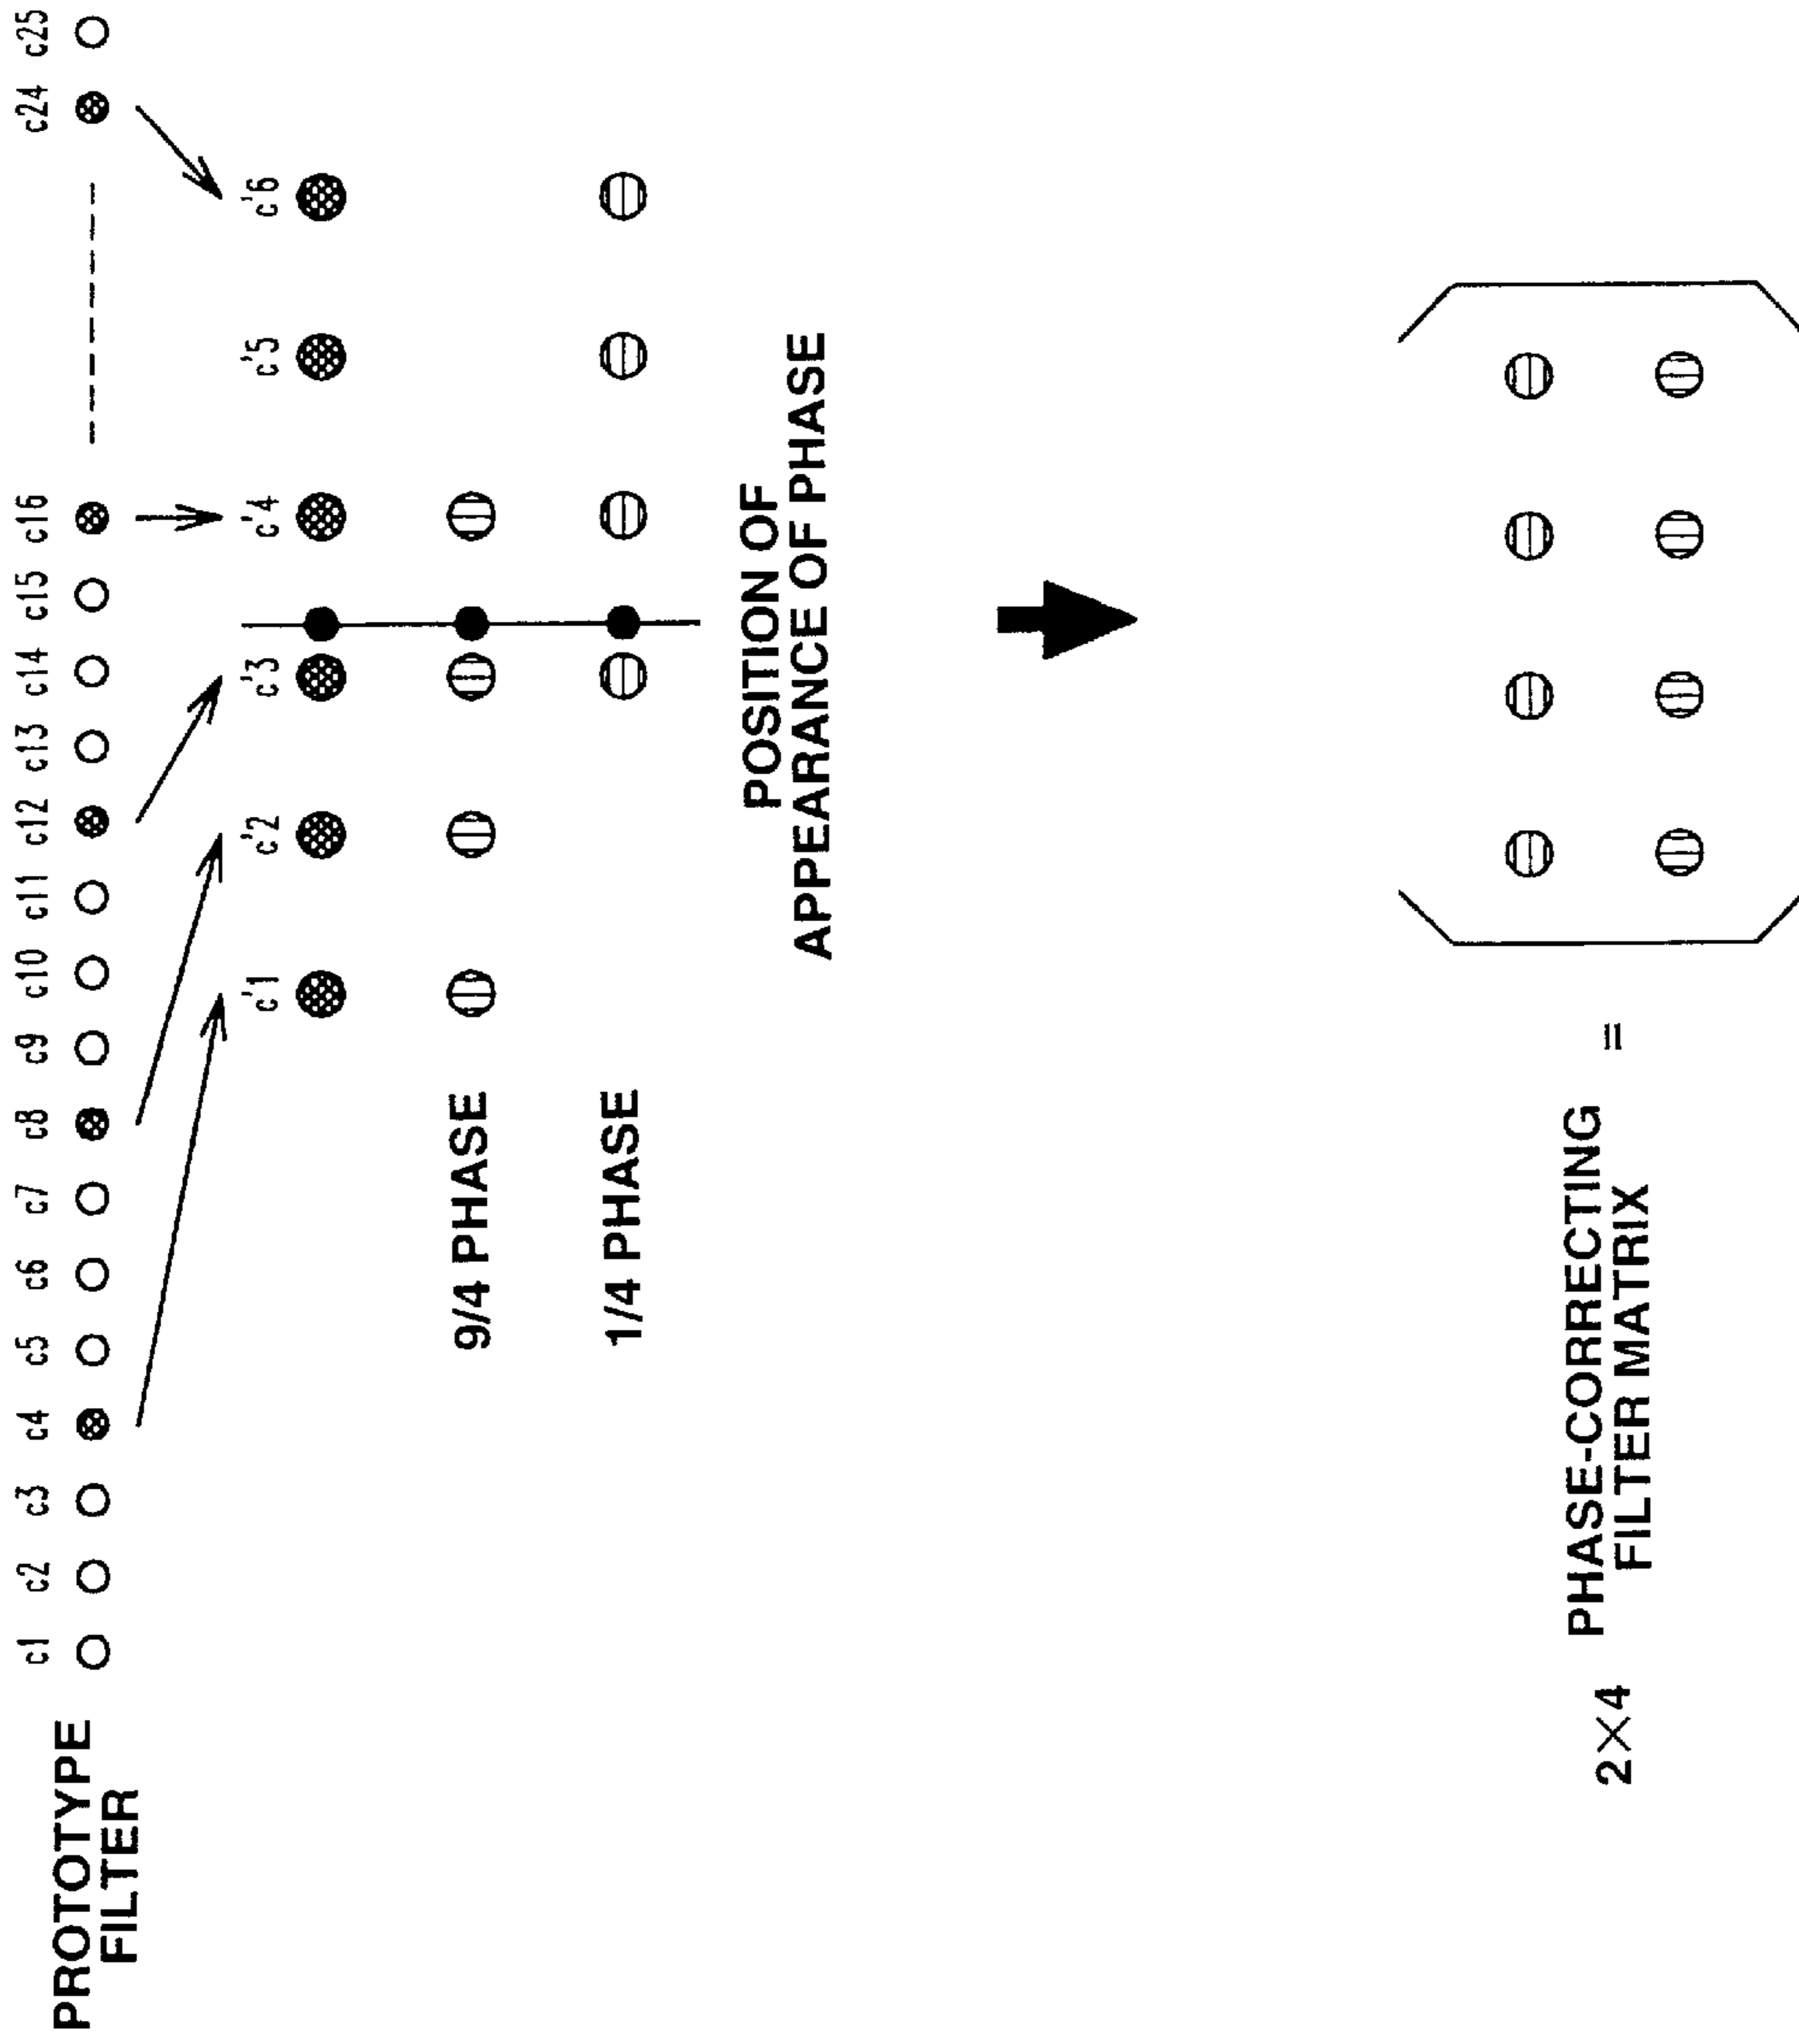 c1 c2 c3 c4 c5 c6 c7 c8 c9 c10 c11 c12 c13 c14 c15 c16 c24 c25
PROTOTYPE
FILTER
c'1 c'2 c'3 c'4 c'5 c'6
9/4 PHASE
1/4 PHASE
POSITION OF
APPEARANCE OF PHASE
2×4 PHASE-CORRECTING =
FILTER MATRIX